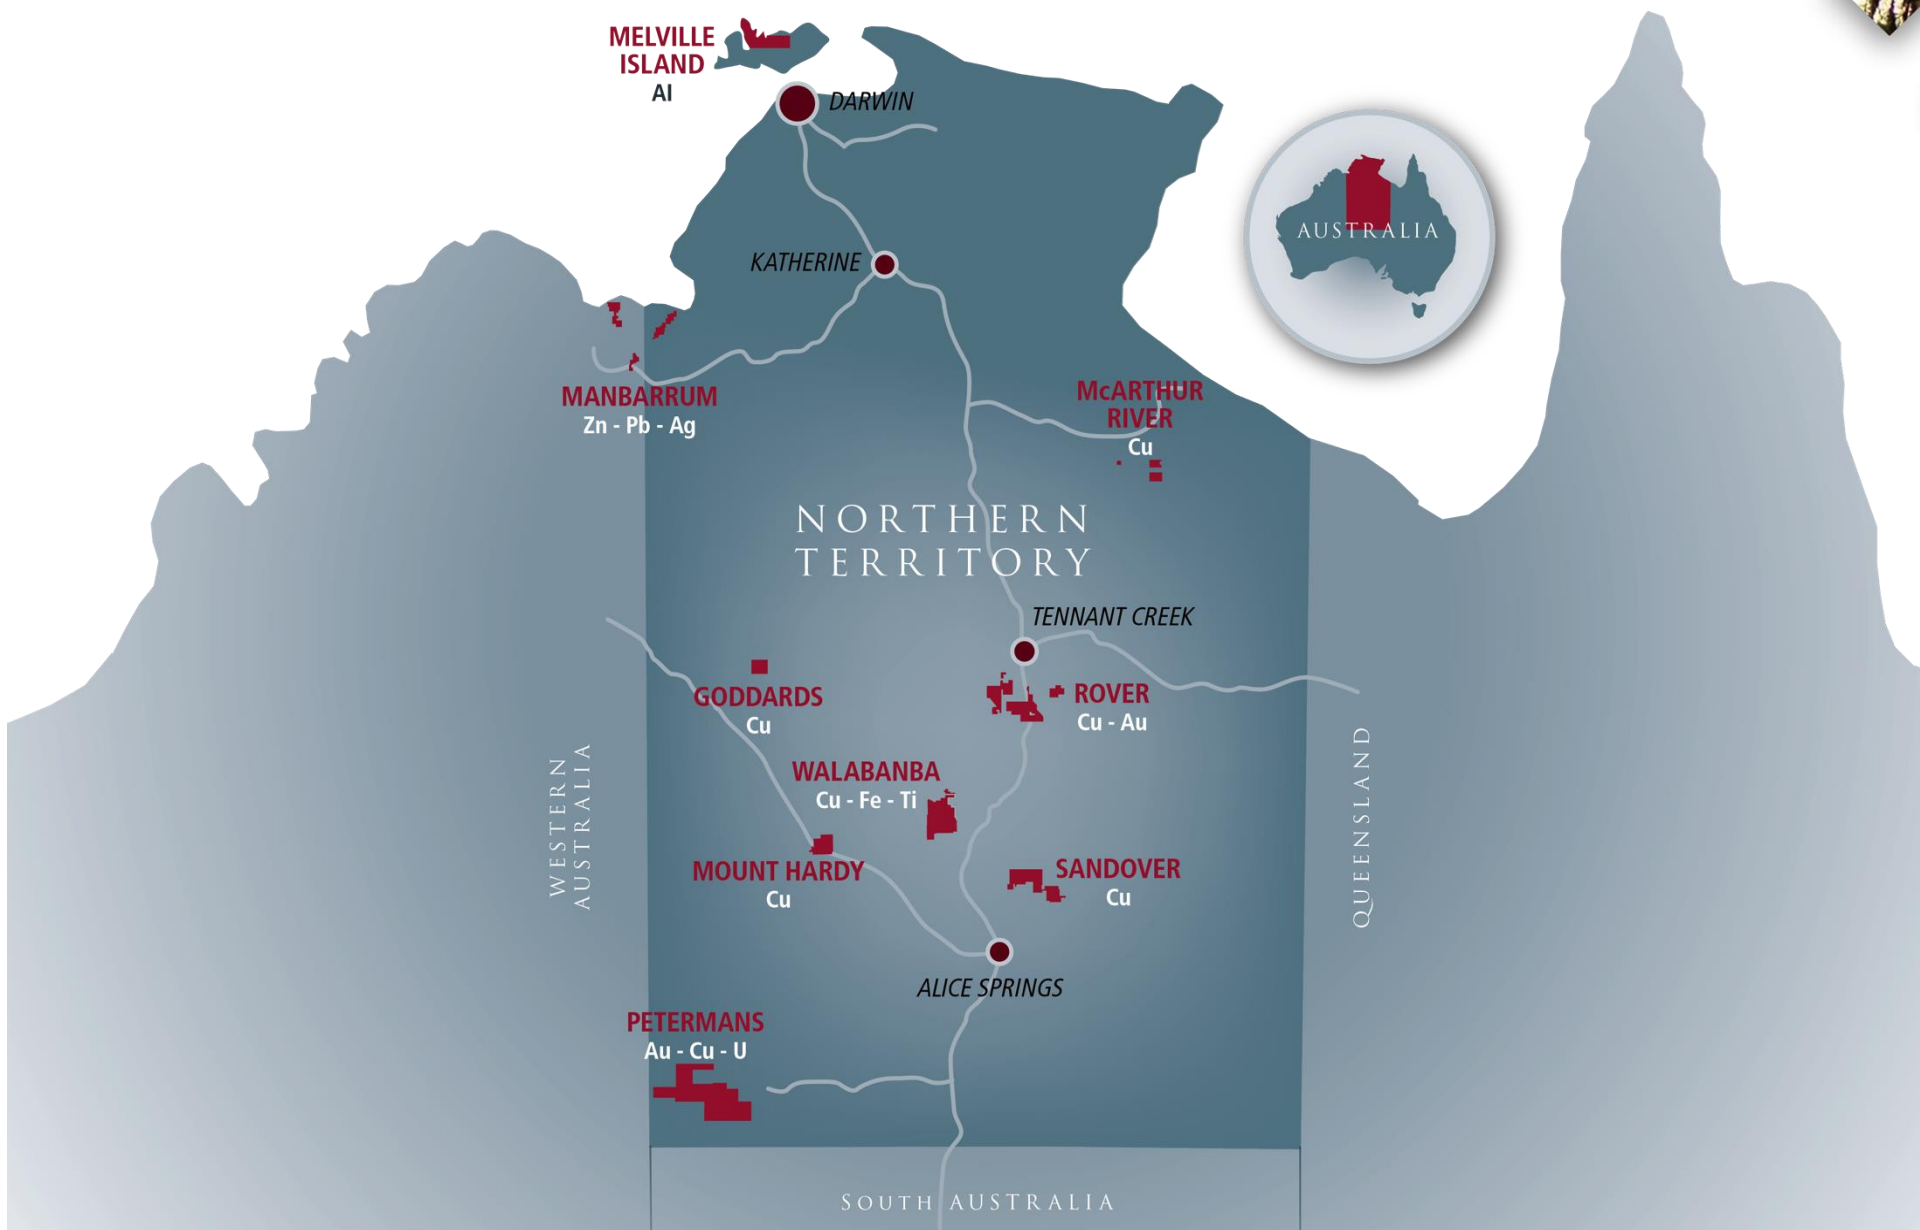 MELVILLE
ISLAND
Al
DARWIN
AUSTRALIA
KATHERINE
MANBARRUM
Zn - Pb - Ag
McARTHUR
RIVER
Cu
NORTHERN
TERRITORY
TENNANT CREEK
GODDARDS
Cu
ROVER
Cu - Au
WALABANBA
Cu - Fe - Ti
WESTERN
AUSTRALIA
QUEENSLAND
MOUNT HARDY
Cu
SANDOVER
Cu
ALICE SPRINGS
PETERMANS
Au - Cu - U
SOUTH AUSTRALIA